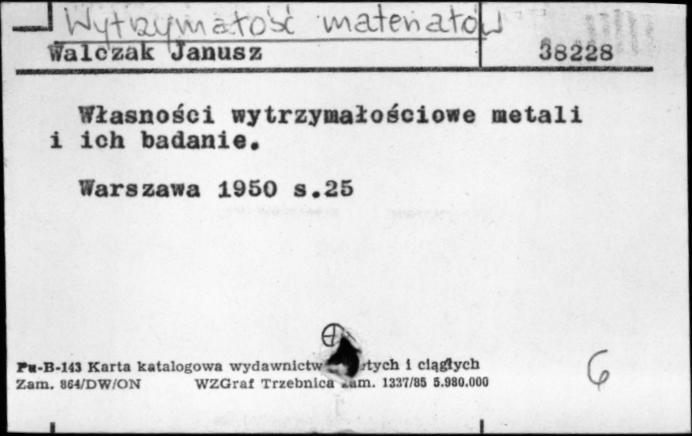 Wytrzymałość materiałów
Walczak Janusz 38228
Własności wytrzymałościowe metali
i ich badanie.
Warszawa 1950 s.25
Pu-B-143 Karta katalogowa wydawnictw i ciągłych
Zam. 864/DW/ON WZGraf Trzebnica 1337/85 5.980.000
6